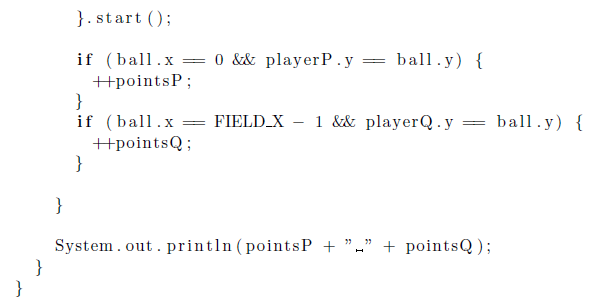 }.start();
if (ball.x == 0 && playerP.y == ball.y) {
++pointsP;
}
if (ball.x == FIELD_X - 1 && playerQ.y == ball.y) {
++pointsQ;
}
}
System.out.println(pointsP + "␣" + pointsQ);
}
}